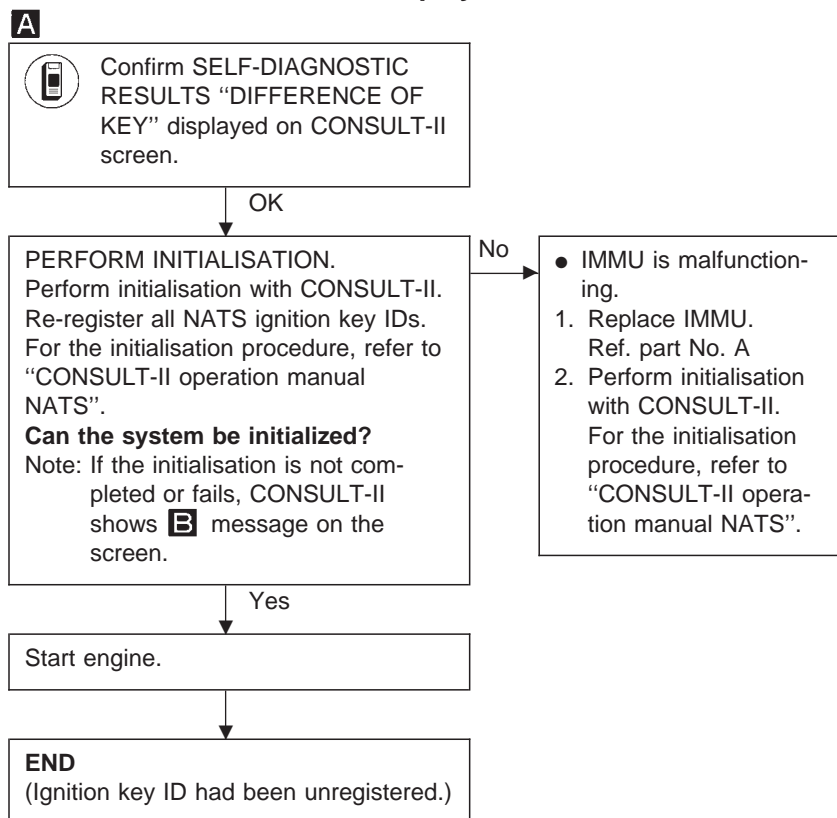 A
Confirm SELF-DIAGNOSTIC
RESULTS ‘‘DIFFERENCE OF
KEY’’ displayed on CONSULT-II
screen.
OK
PERFORM INITIALISATION.
Perform initialisation with CONSULT-II.
Re-register all NATS ignition key IDs.
For the initialisation procedure, refer to
‘‘CONSULT-II operation manual
NATS’’.
Can the system be initialized?
Note: If the initialisation is not com-
pleted or fails, CONSULT-II
shows B message on the
screen.
No
● IMMU is malfunction-
ing.
1. Replace IMMU.
Ref. part No. A
2. Perform initialisation
with CONSULT-II.
For the initialisation
procedure, refer to
‘‘CONSULT-II opera-
tion manual NATS’’.
Yes
Start engine.
END
(Ignition key ID had been unregistered.)